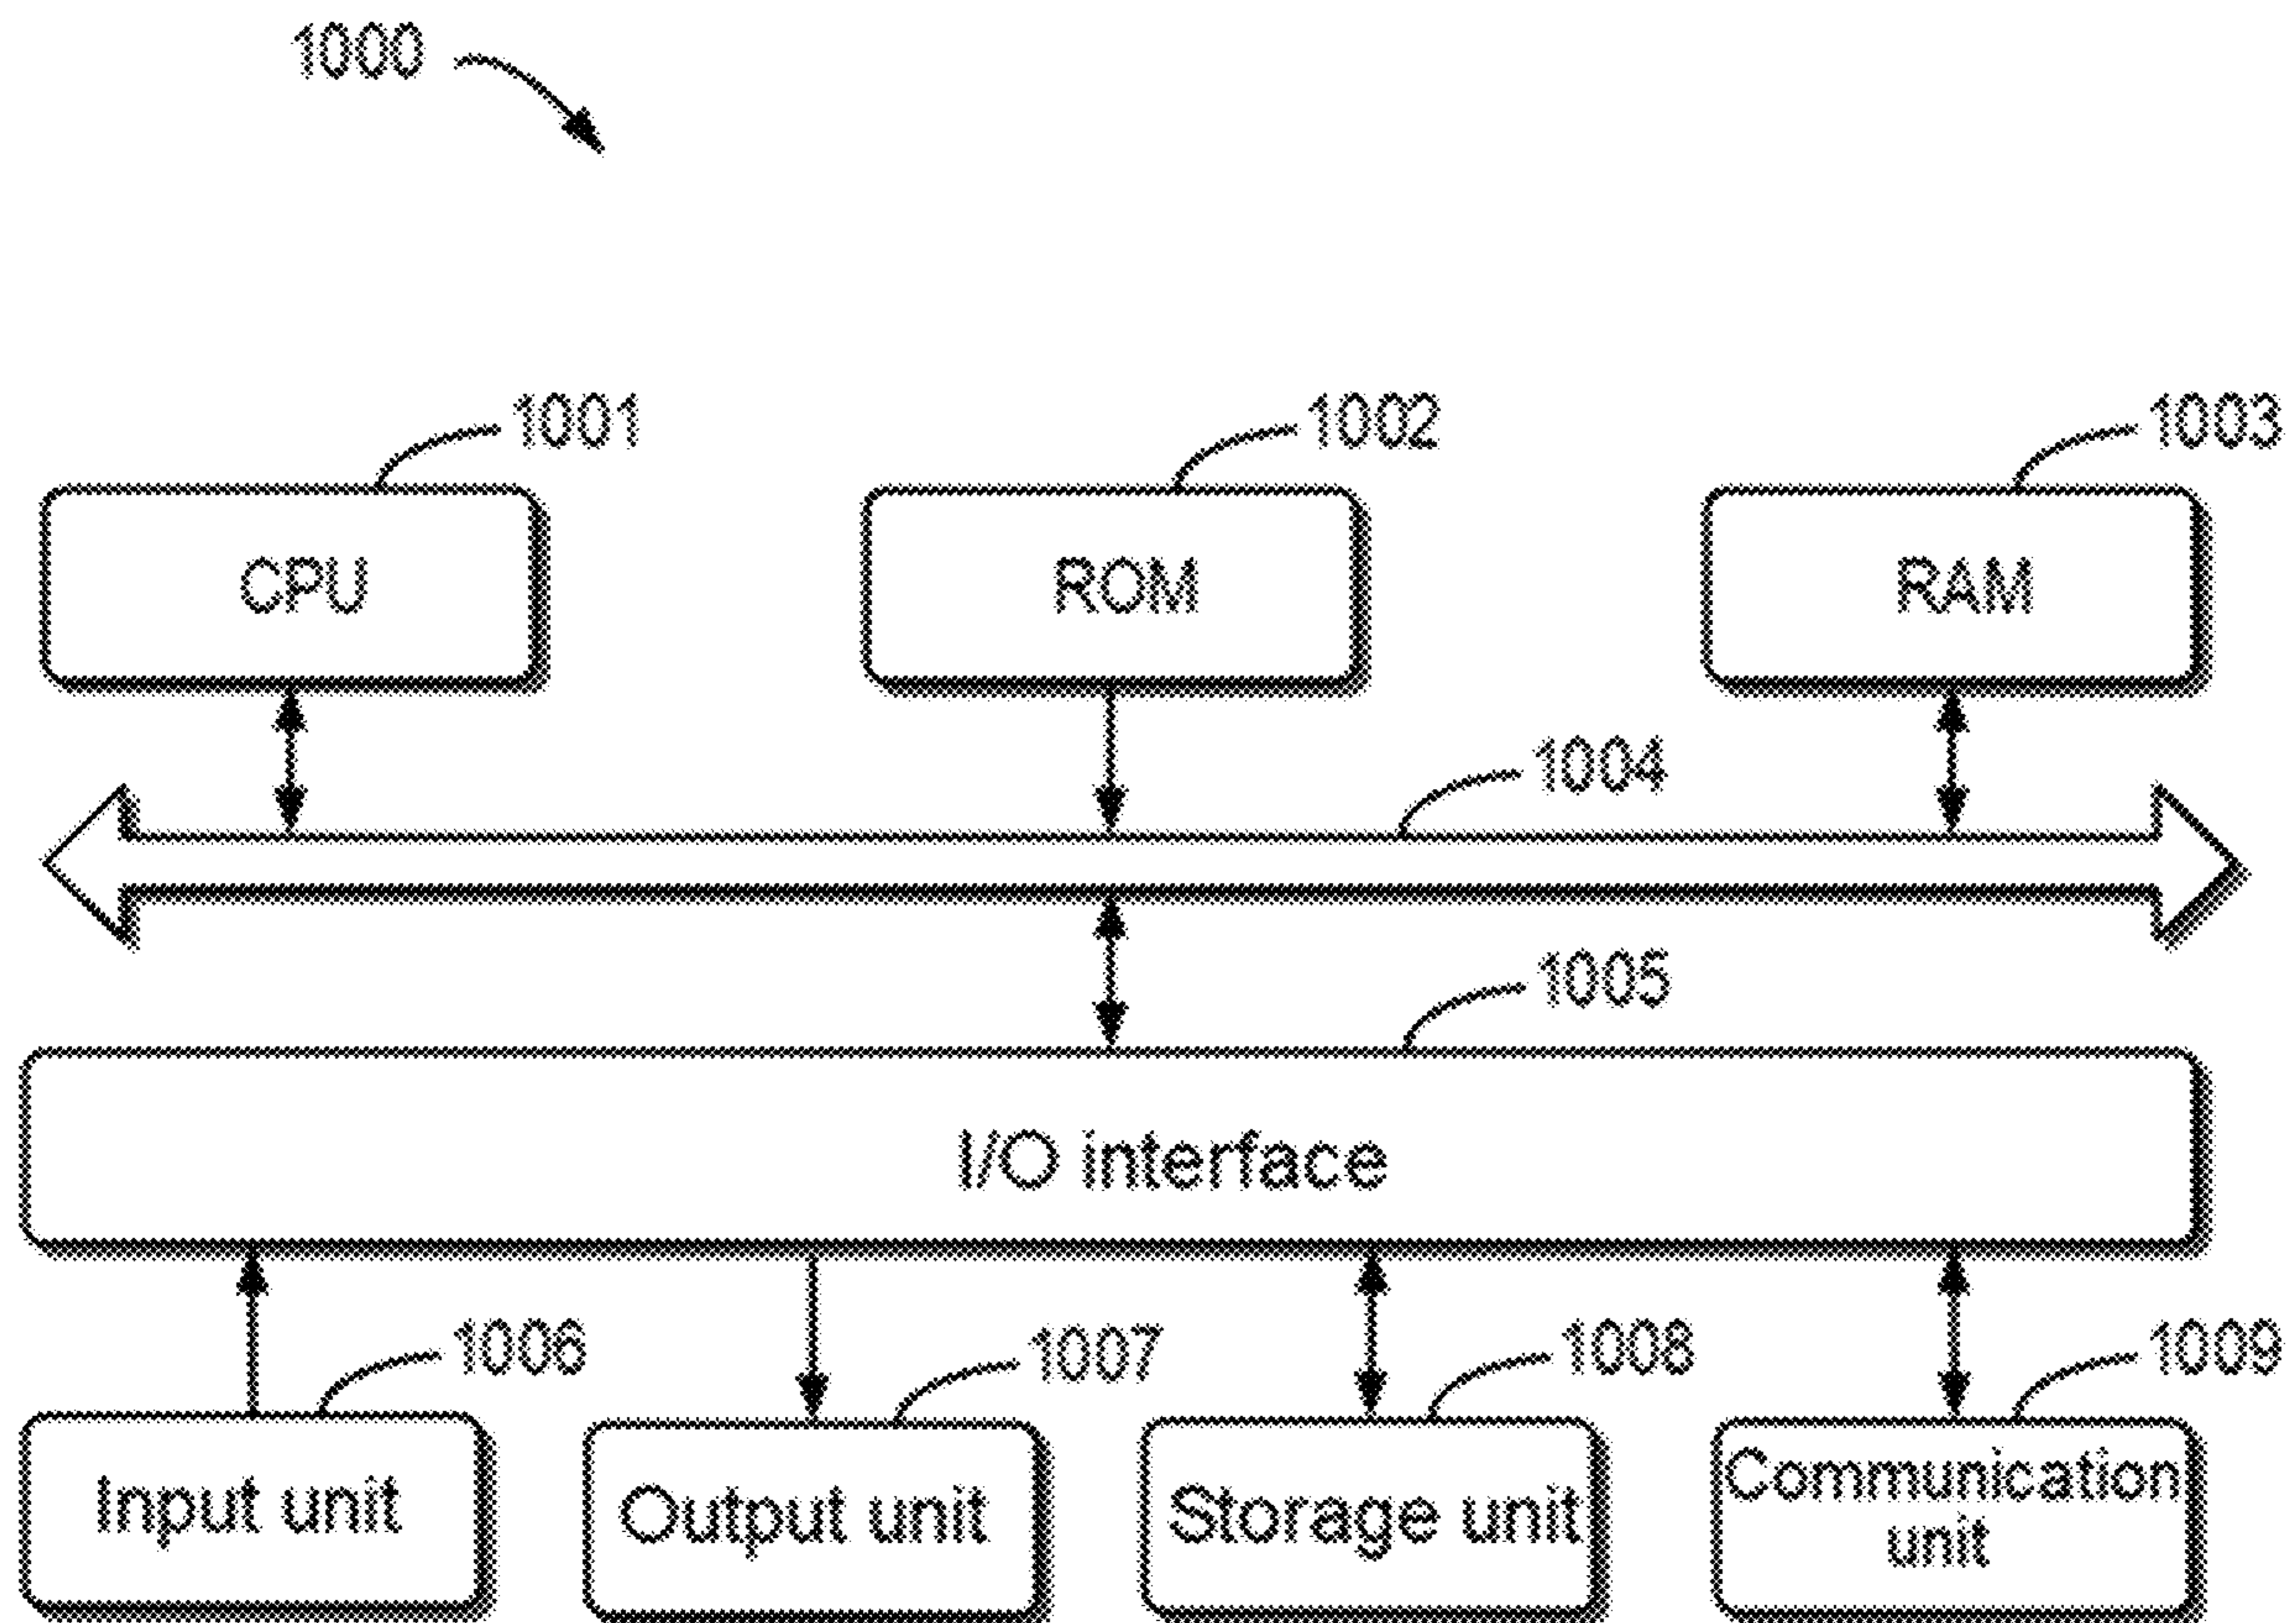 1000
1001
1002
1003
CPU
ROM
RAM
1004
1005
I/O interface
1006
1007
1008
1009
Input unit
Output unit
Storage unit
Communication
unit